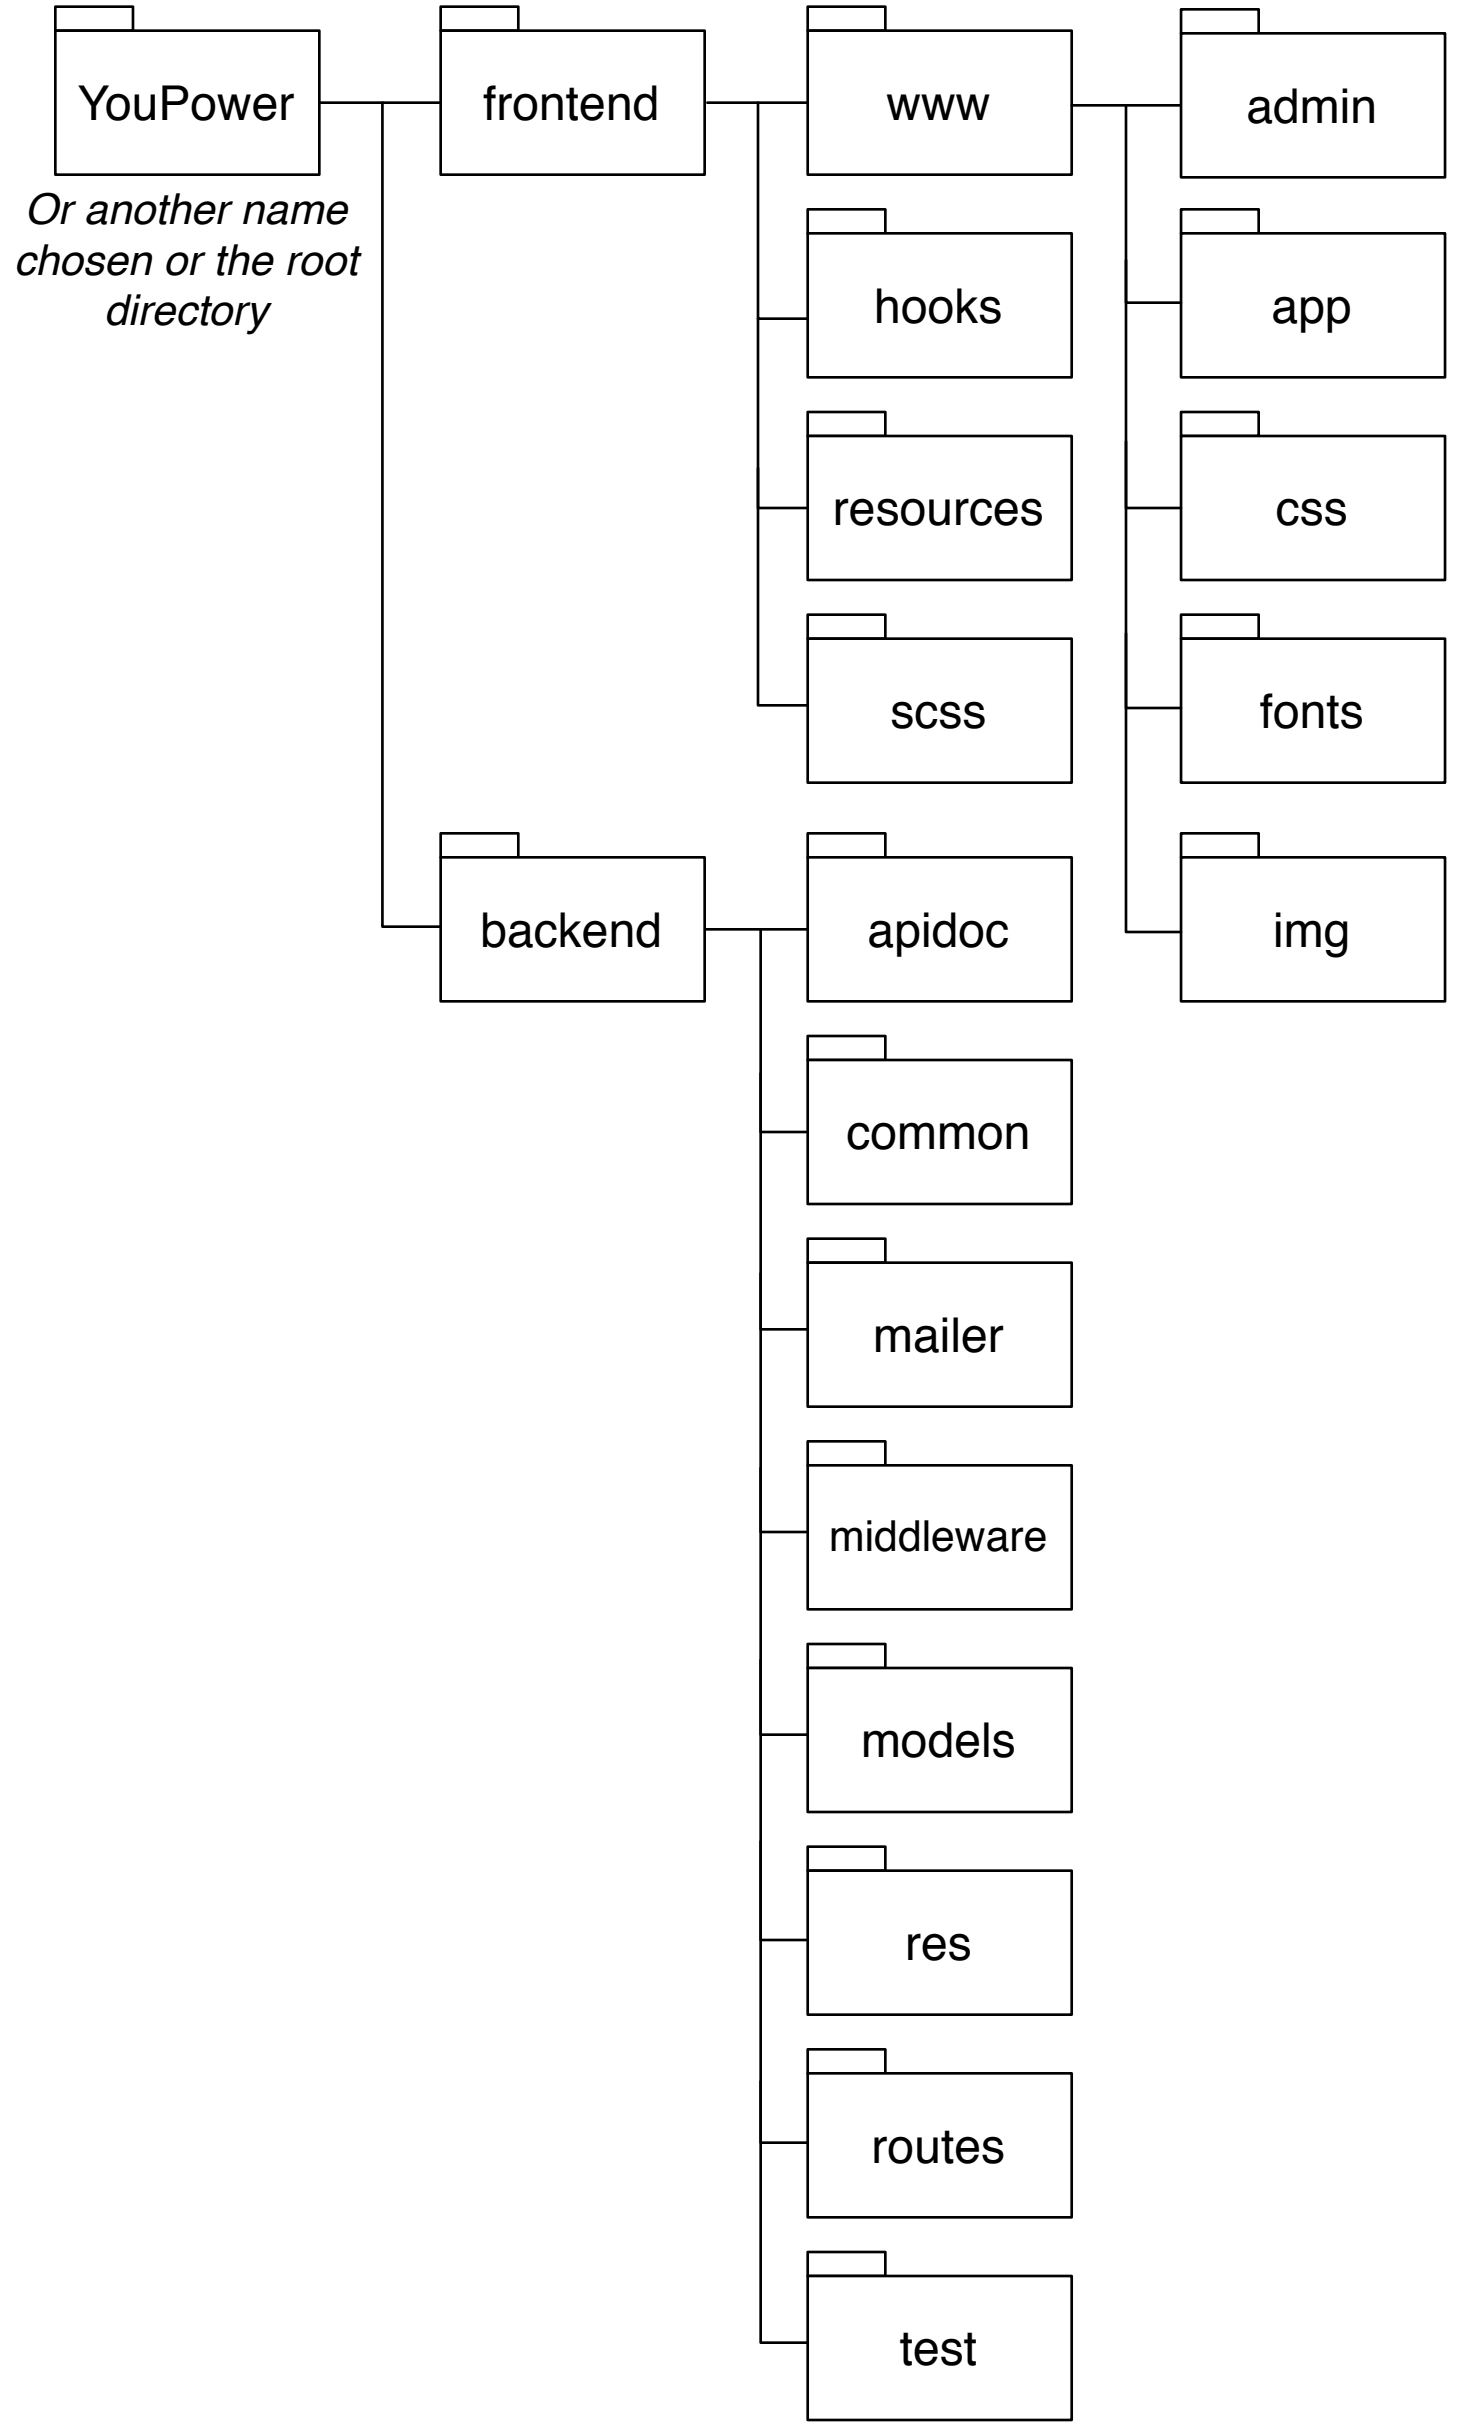 YouPower
Or another name
chosen or the root
directory
frontend
www
admin
hooks
app
resources
css
scss
fonts
backend
apidoc
img
common
mailer
middleware
models
res
routes
test